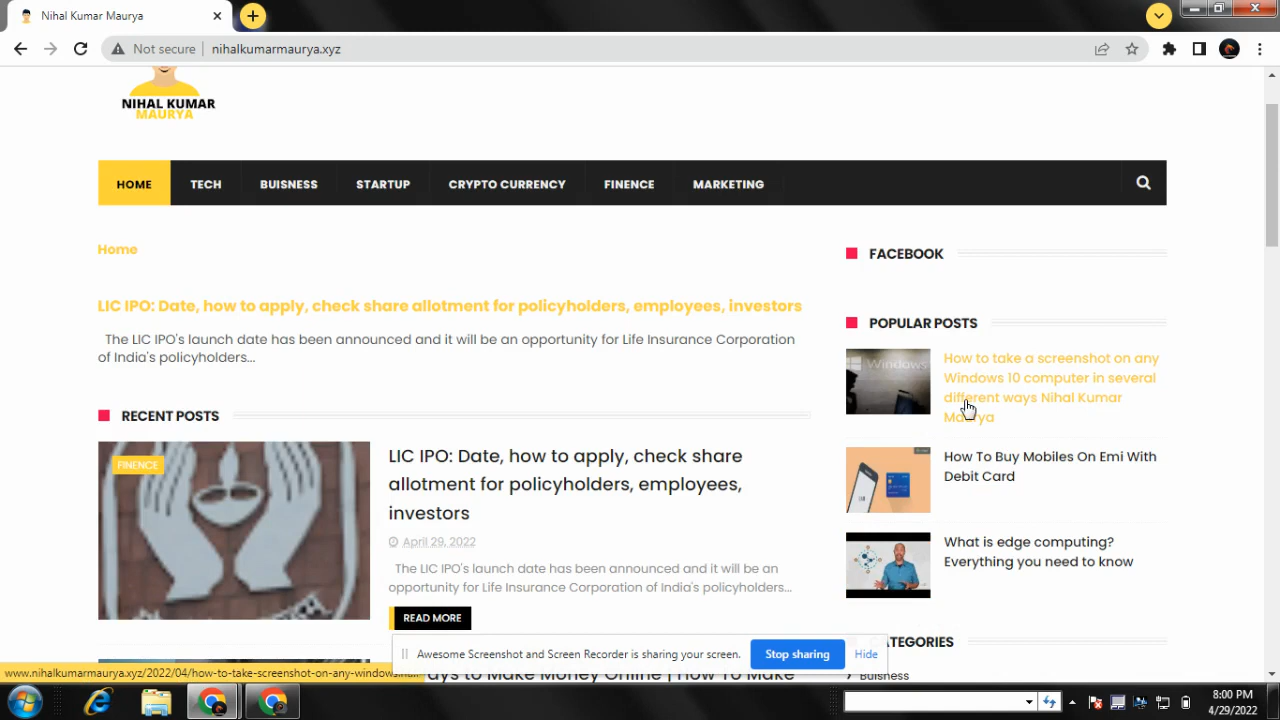 Nihal Kumar Maurya
Not secure
nihalkumarmaurya.xyz
NIHAL KUMAR
MAURYA
HOME
TECH
BUISNESS
STARTUP
CRYPTO CURRENCY
FINENCE
MARKETING
Home
LIC IPO: Date, how to apply, check share allotment for policyholders, employees, investors
The LIC IPO's launch date has been announced and it will be an opportunity for Life Insurance Corporation
of India's policyholders...
RECENT POSTS
FINENCE
LIC IPO: Date, how to apply, check share
allotment for policyholders, employees,
investors
April 29, 2022
The LIC IPO's launch date has been announced and it will be an
opportunity for Life Insurance Corporation of India's policyholders...
READ MORE
FACEBOOK
POPULAR POSTS
Windows
How to take a screenshot on any
Windows 10 computer in several
different ways Nihal Kumar
Maurya
How To Buy Mobiles On Emi With
Debit Card
What is edge computing?
Everything you need to know
CATEGORIES
Buisness
Awesome Screenshot and Screen Recorder is sharing your screen.
Stop sharing
Hide
ways to Make Money Online | How To Make
www.nihalkumarmaurya.xyz/2022/04/how-to-take-screenshot-on-any-windows
8:00 PM
4/29/2022